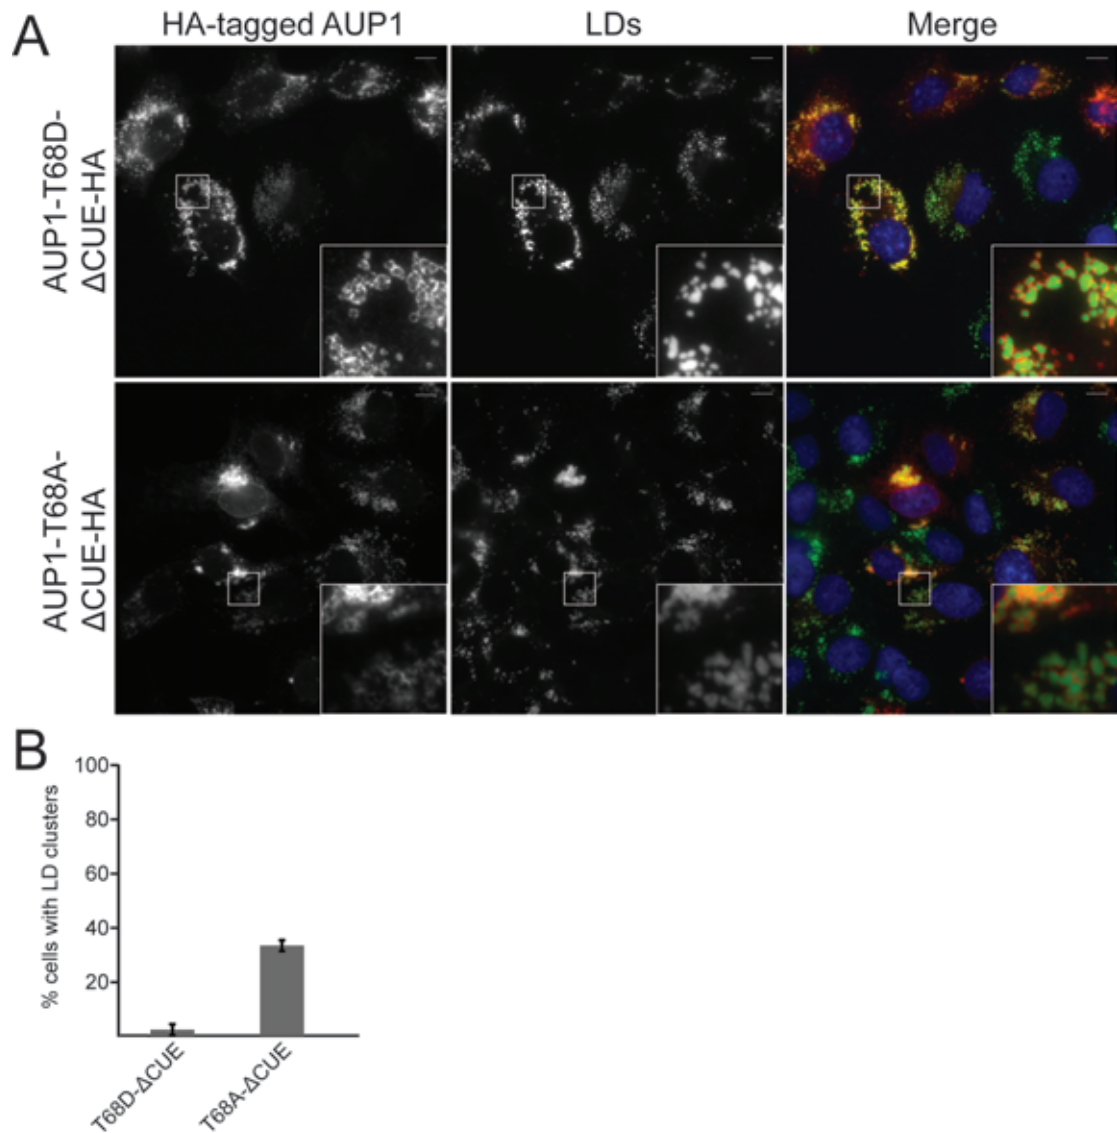 A
HA-tagged AUP1
LDs
Merge
AUP1-T68D-
ΔCUE-HA
AUP1-T68A-
ΔCUE-HA
B
% cells with LD clusters
100
80
60
40
20
T68D-ΔCUE
T68A-ΔCUE